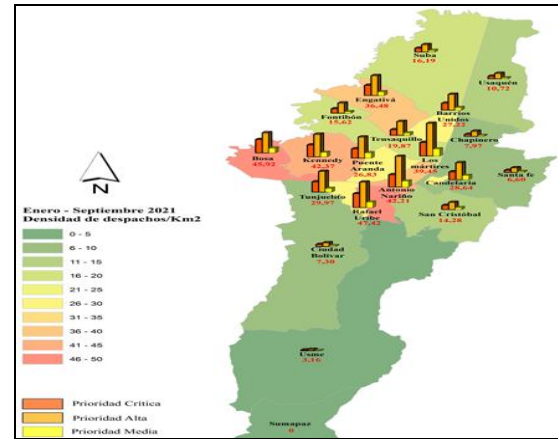 Suba
16,19
Usaquén
10,72
Engativá
36,48
Barrios
Unidos
27,22
Fontibón
15,62
Teusaquillo
19,87
Chapinero
7,97
Bosa
45,92
Kennedy
42,37
Puente
Aranda
26,83
Los
mártires
39,45
Santa fe
6,60
Candelaria
28,64
Antonio
Nariño
42,21
Tunjuelito
29,97
Rafael
Uribe
47,42
San Cristóbal
14,28
N
Ciudad
Bolívar
7,30
Enero - Septiembre 2021
Densidad de despachos/Km2
0 - 5
6 - 10
11 - 15
16 - 20
21 - 25
26 - 30
31 - 35
36 - 40
41 - 45
46 - 50
Usme
3,16
Prioridad Crítica
Prioridad Alta
Prioridad Media
Sumapaz
0